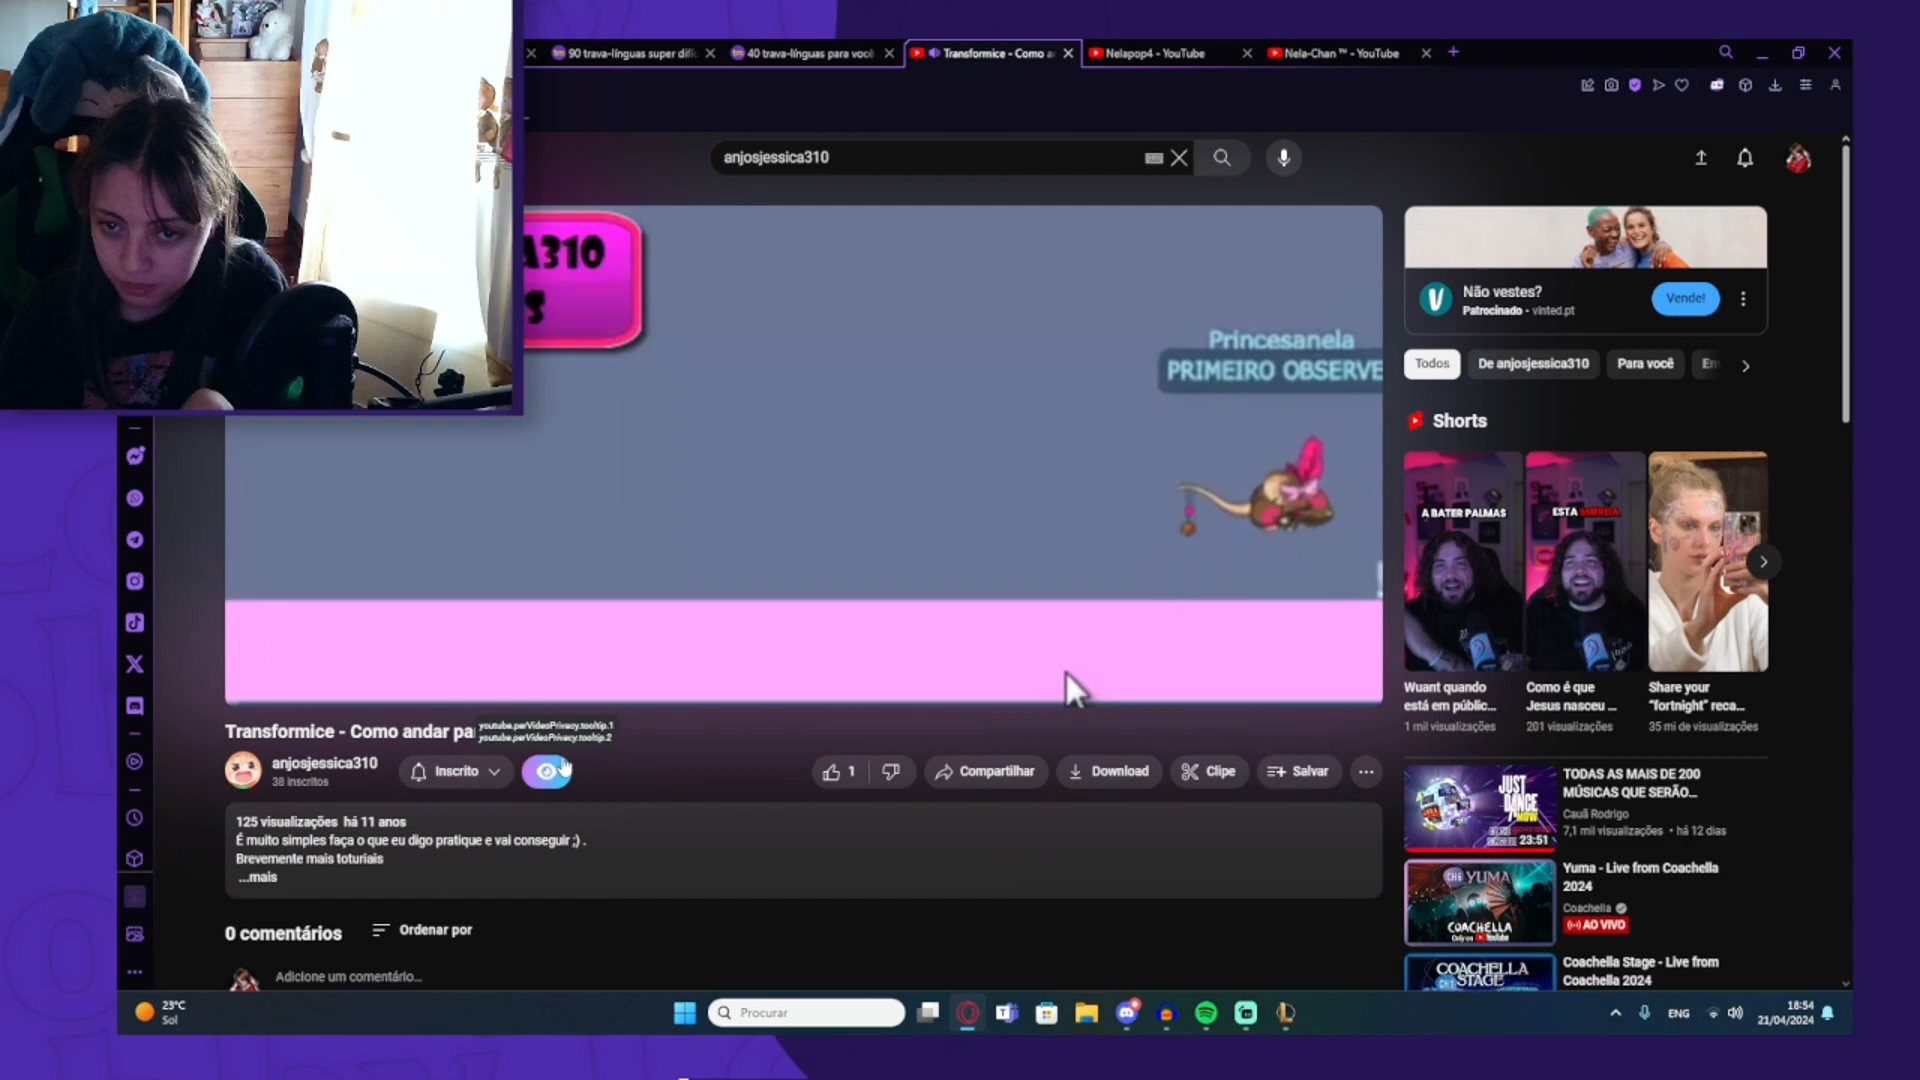 90 trava-línguas super difíc
40 trava-línguas para você
Transformice - Como a
Nelapop4 - YouTube
Nela-Chan ™ - YouTube
anjosjessica310
A310
S
Princesanela
PRIMEIRO OBSERVE
Não vestes?
Patrocinado - vinted.pt
Vende!
Todos
De anjosjessica310
Para você
En
Shorts
A BATER PALMAS
ESTA MERDA
Wuant quando
está em públic...
1 mil visualizações
Como é que
Jesus nasceu ...
201 visualizações
Share your
"fortnight" reca...
35 mi de visualizações
Transformice - Como andar pa
youtube.perVideoPrivacy.tooltip.1
youtube.perVideoPrivacy.tooltip.2
anjosjessica310
38 inscritos
Inscrito
1
Compartilhar
Download
Clipe
Salvar
125 visualizações há 11 anos
É muito simples faça o que eu digo pratique e vai conseguir ;) .
Brevemente mais toturiais
...mais
0 comentários
Ordenar por
Adicione um comentário...
JUST
DANCE
NOW
23:51
TODAS AS MAIS DE 200
MÚSICAS QUE SERÃO...
Cauã Rodrigo
7,1 mil visualizações • há 12 dias
YUMA
COACHELLA
Only on YouTube
Yuma - Live from Coachella
2024
Coachella
AO VIVO
COACHELLA
STAGE
Coachella Stage - Live from
Coachella 2024
23°C
Sol
Procurar
ENG
18:54
21/04/2024